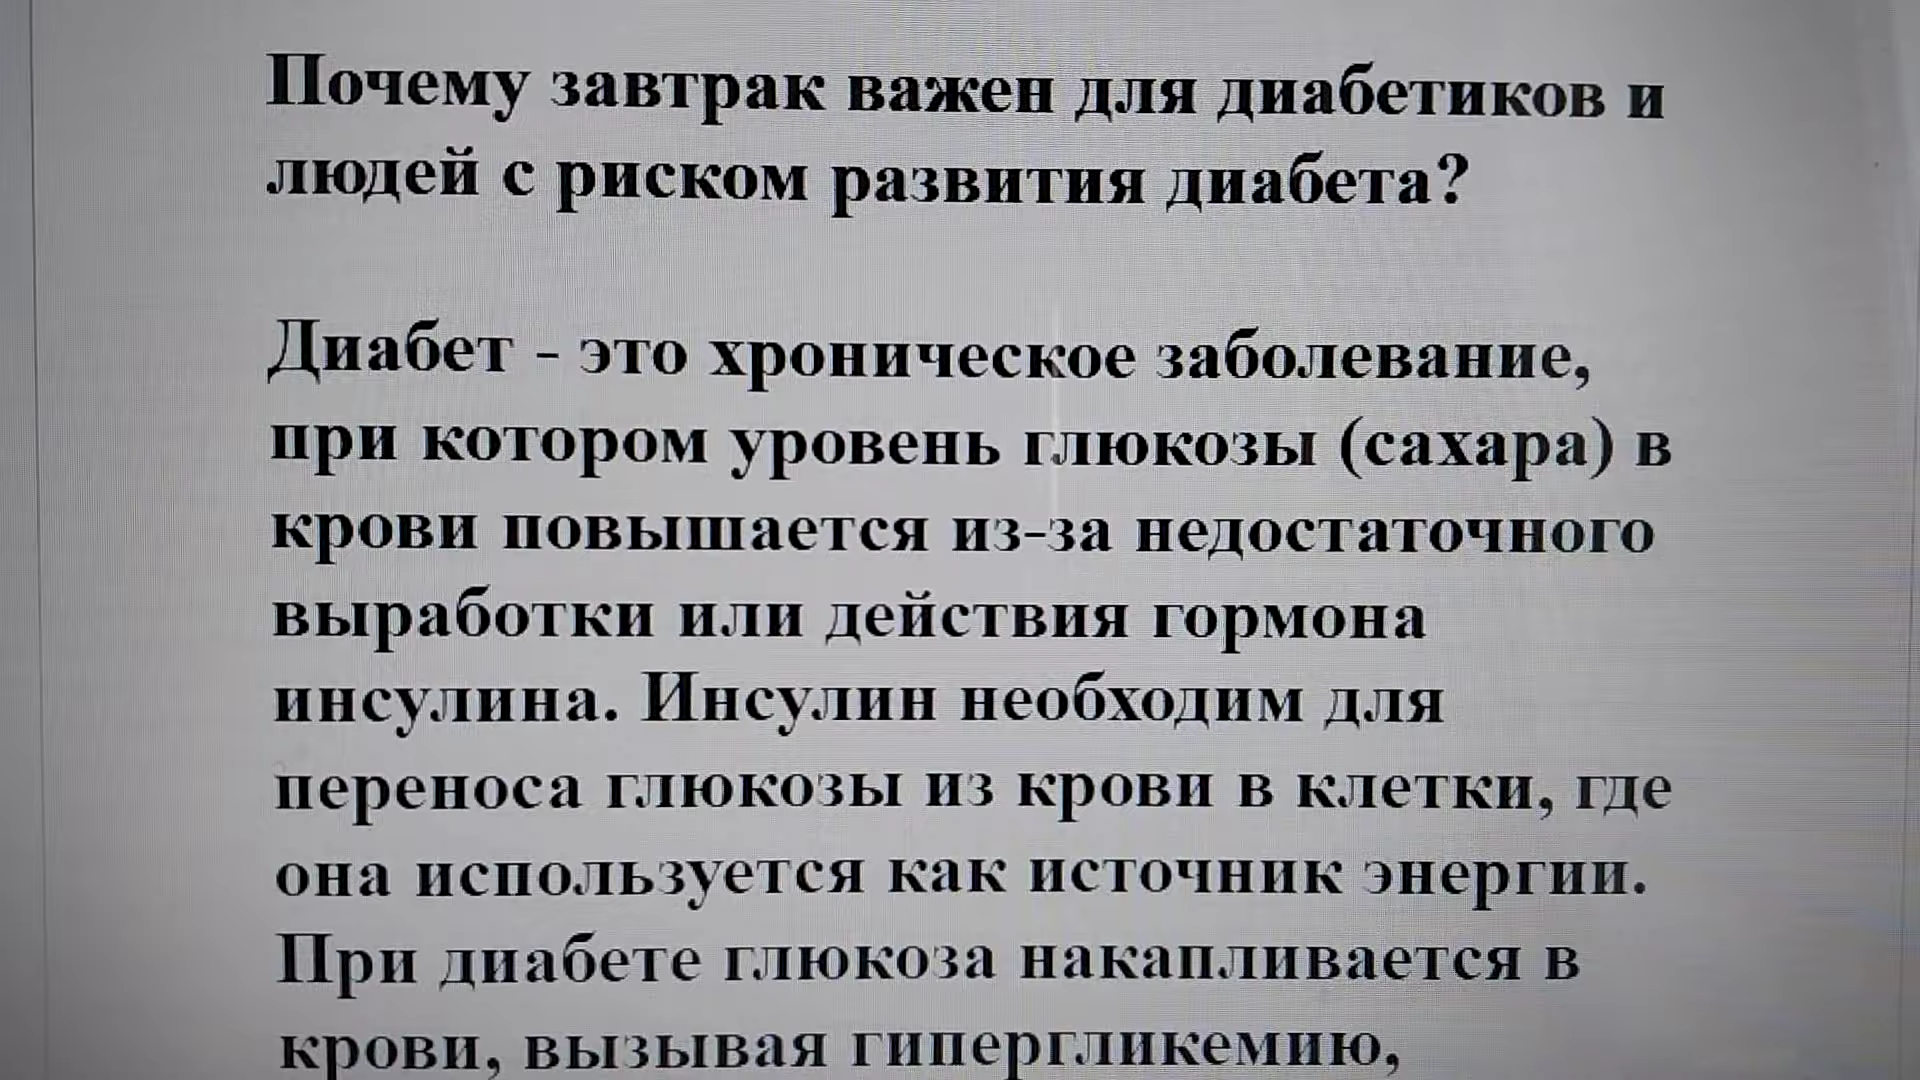 Почему завтрак важен для диабетиков и
людей с риском развития диабета?
Диабет - это хроническое заболевание,
при котором уровень глюкозы (сахара) в
крови повышается из-за недостаточного
выработки или действия гормона
инсулина. Инсулин необходим для
переноса глюкозы из крови в клетки, где
она используется как источник энергии.
При диабете глюкоза накапливается в
крови, вызывая гипергликемию,